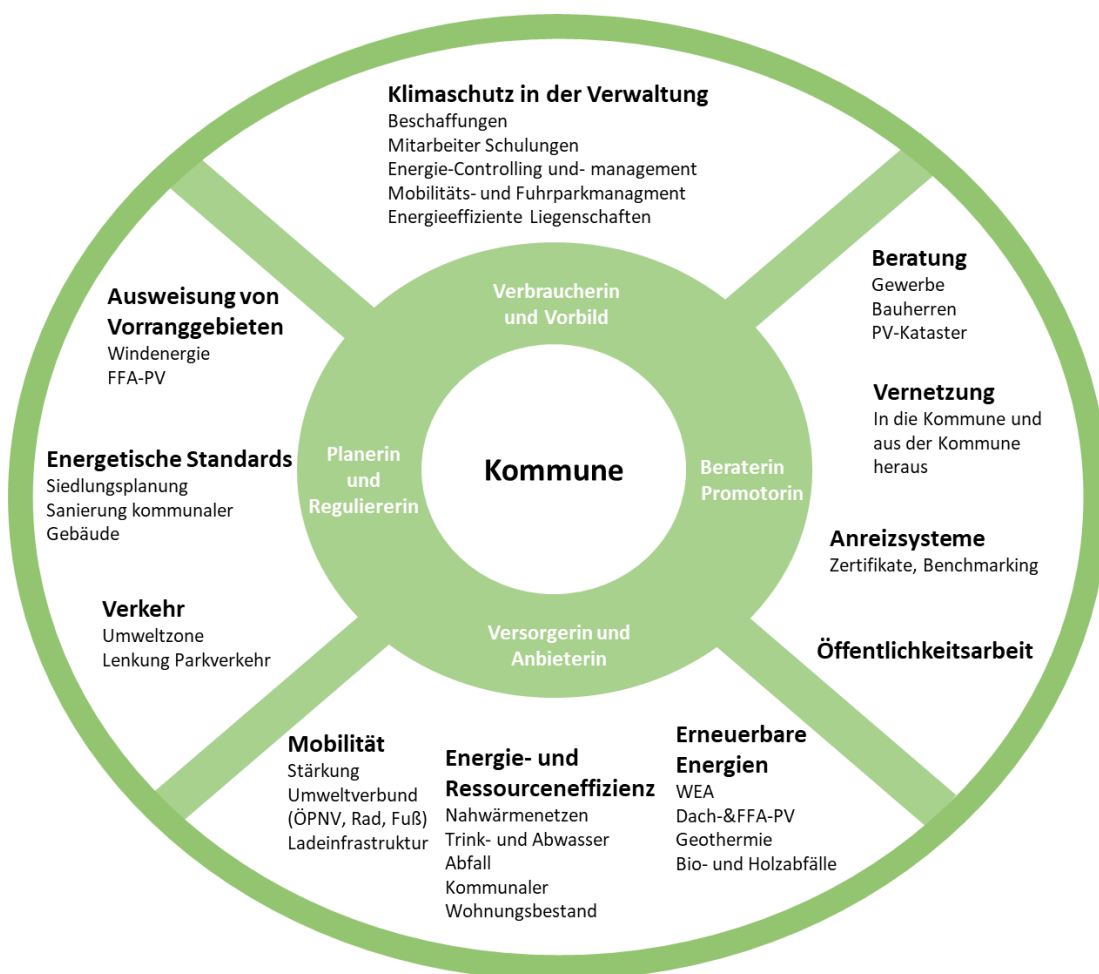 Klimaschutz in der Verwaltung
Beschaffungen
Mitarbeiter Schulungen
Energie-Controlling und- management
Mobilitäts- und Fuhrparkmanagment
Energieeffiziente Liegenschaften
Verbraucherin
und Vorbild
Beratung
Gewerbe
Bauherren
PV-Kataster
Vernetzung
In die Kommune und
aus der Kommune
heraus
Anreizsysteme
Zertifikate, Benchmarking
Öffentlichkeitsarbeit
Beraterin
Promotorin
Kommune
Planerin
und
Reguliererin
Ausweisung von
Vorranggebieten
Windenergie
FFA-PV
Energetische Standards
Siedlungsplanung
Sanierung kommunaler
Gebäude
Verkehr
Umweltzone
Lenkung Parkverkehr
Versorgerin und
Anbieterin
Mobilität
Stärkung
Umweltverbund
(ÖPNV, Rad, Fuß)
Ladeinfrastruktur
Energie- und
Ressourceneffizienz
Nahwärmenetzen
Trink- und Abwasser
Abfall
Kommunaler
Wohnungsbestand
Erneuerbare
Energien
WEA
Dach-&FFA-PV
Geothermie
Bio- und Holzabfälle